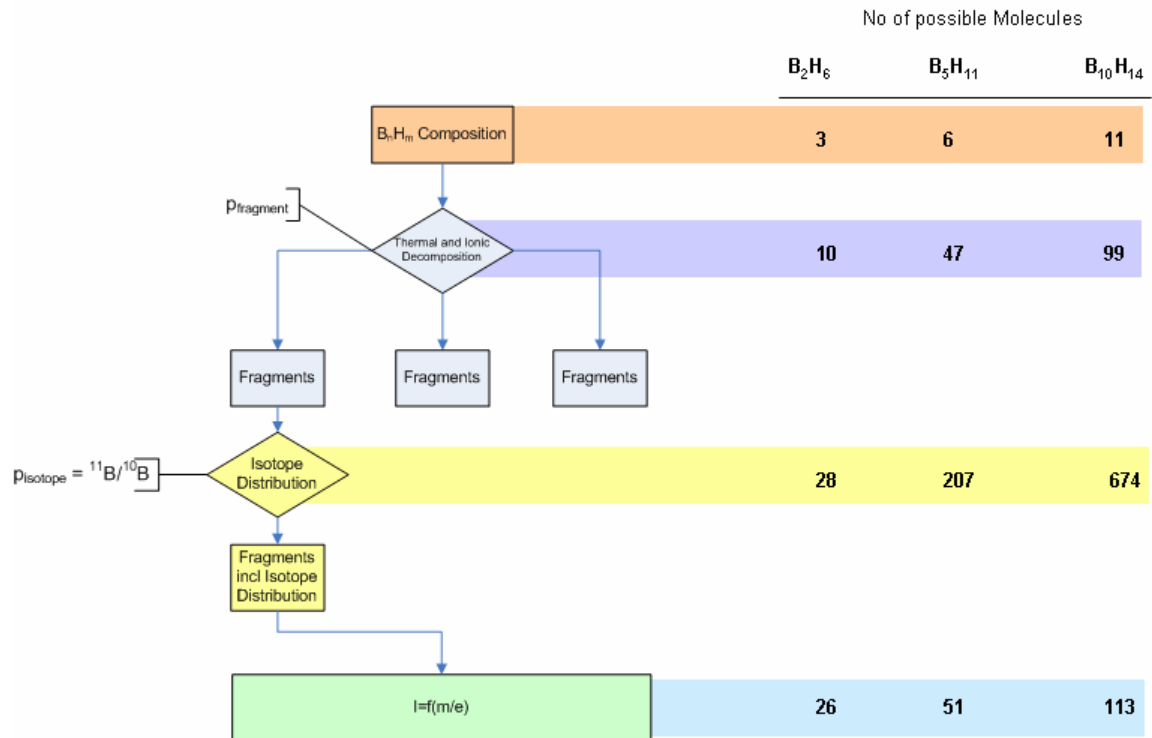 No of possible Molecules
B₂H₆ B₅H₁₁ B₁₀H₁₄
BₙHₘ Composition 3 6 11
pfragment
Thermal and Ionic
Decomposition
10 47 99
Fragments Fragments Fragments
pisotope = ¹¹B/¹⁰B
Isotope
Distribution
28 207 674
Fragments
incl Isotope
Distribution
I=f(m/e) 26 51 113